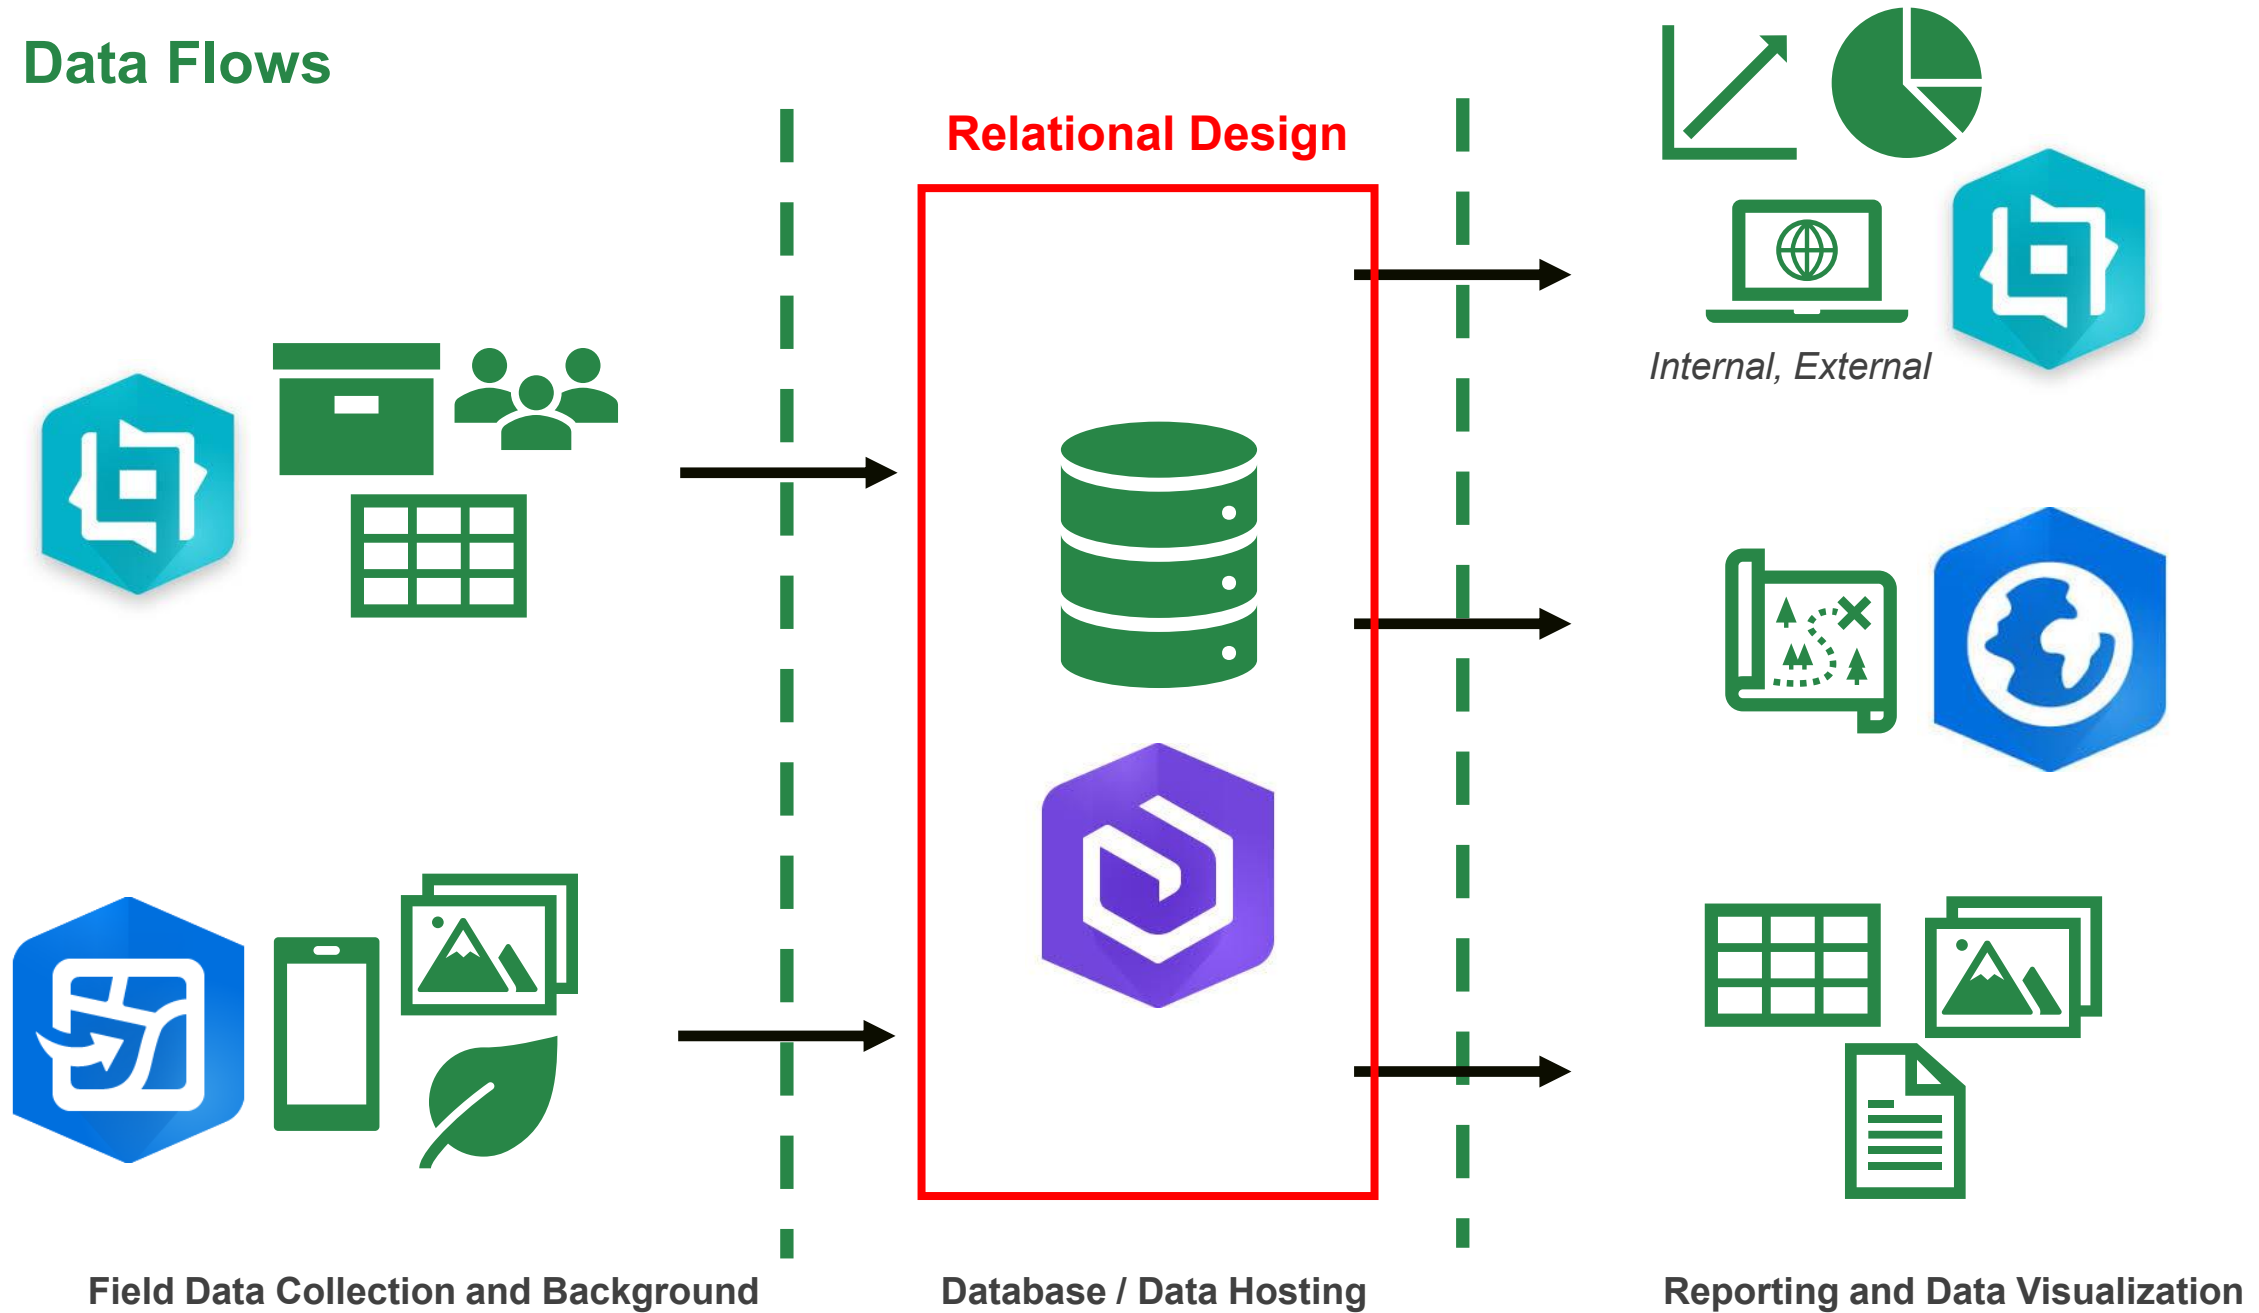 Data Flows
Relational Design
Internal, External
Field Data Collection and Background
Database / Data Hosting
Reporting and Data Visualization